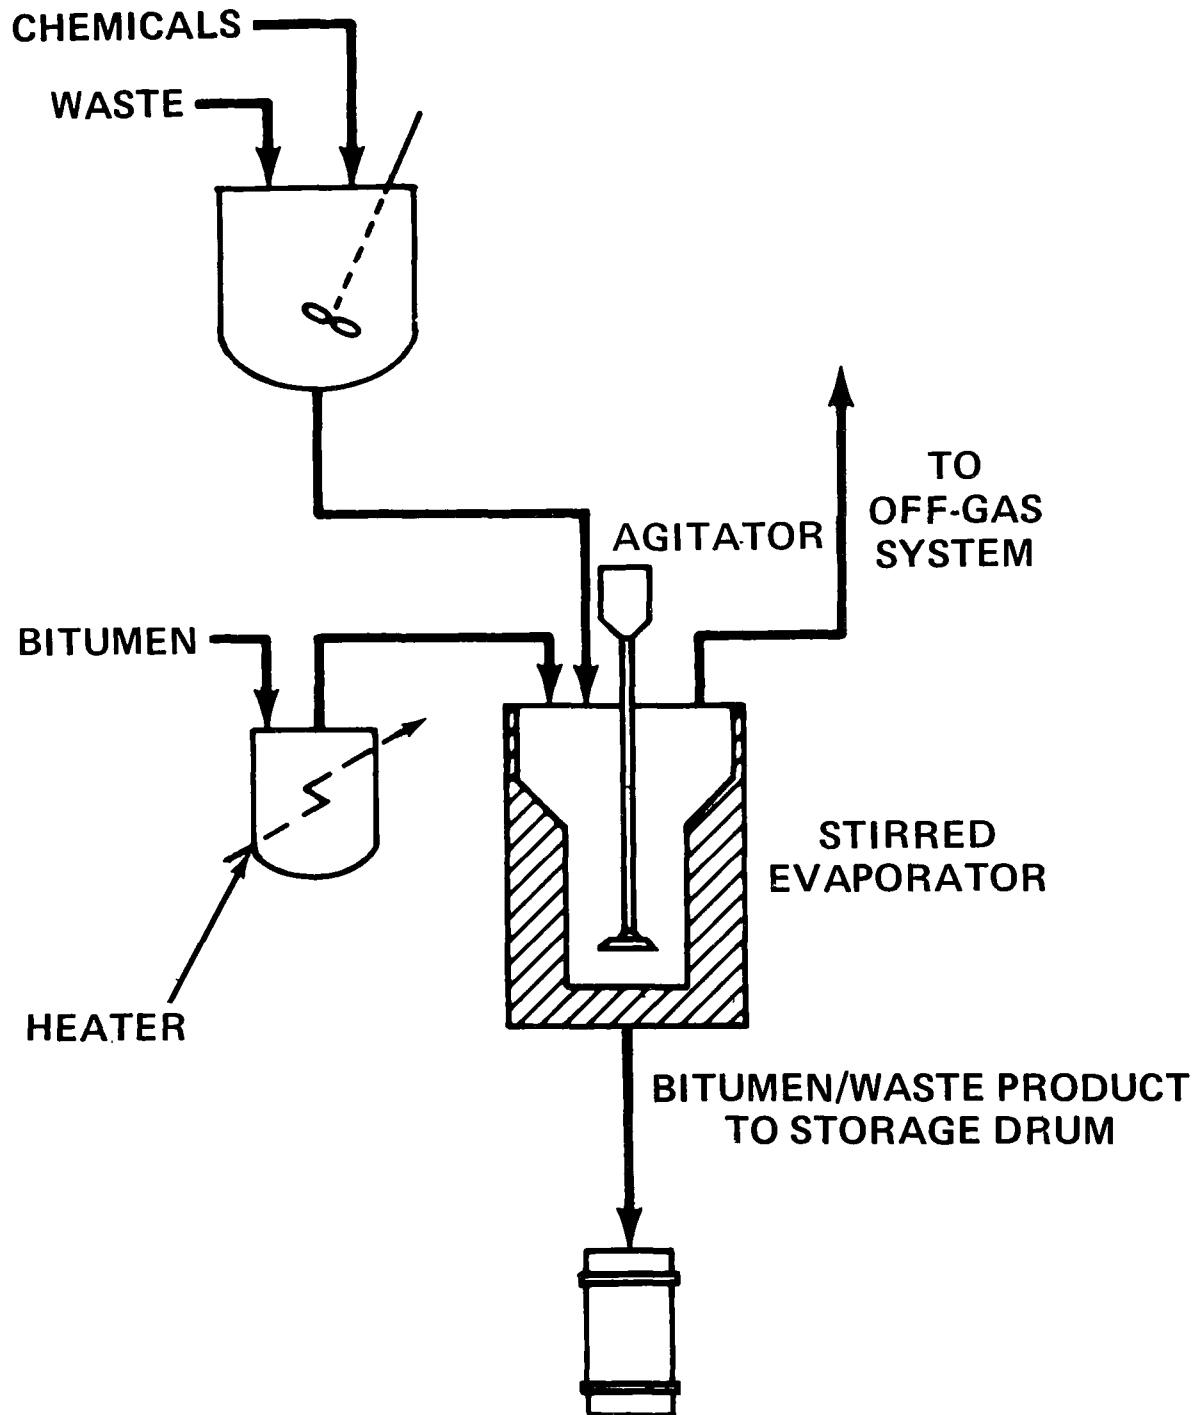 CHEMICALS
WASTE
TO
OFF-GAS
SYSTEM
AGITATOR
BITUMEN
STIRRED
EVAPORATOR
HEATER
BITUMEN/WASTE PRODUCT
TO STORAGE DRUM